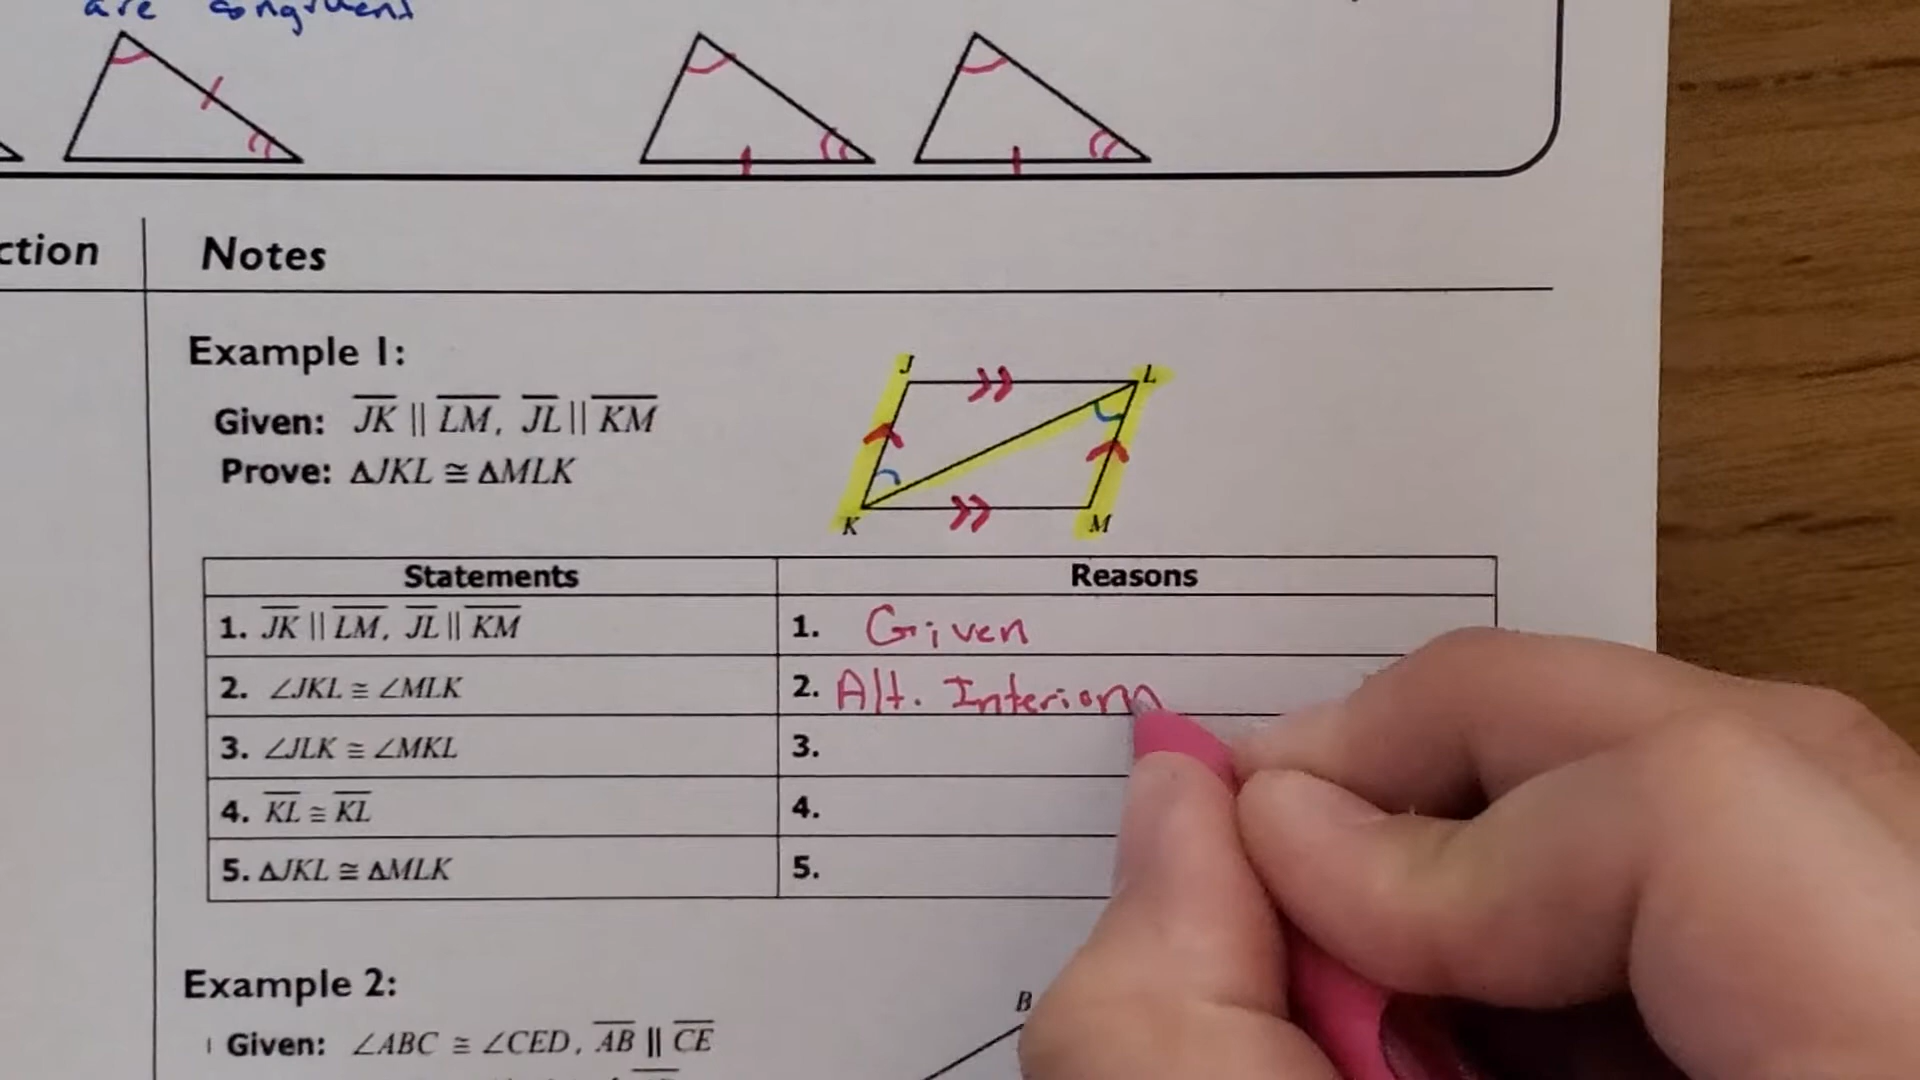 are congruent
ction
Notes
Example 1:
Given: JK || LM, JL || KM
Prove: ΔJKL ≅ ΔMLK
J
L
K
M
Statements
Reasons
1. JK || LM, JL || KM
1. Given
2. ∠JKL ≅ ∠MLK
2. Alt. Interior
3. ∠JLK ≅ ∠MKL
3.
4. KL ≅ KL
4.
5. ΔJKL ≅ ΔMLK
5.
Example 2:
B
Given: ∠ABC ≅ ∠CED, AB || CE